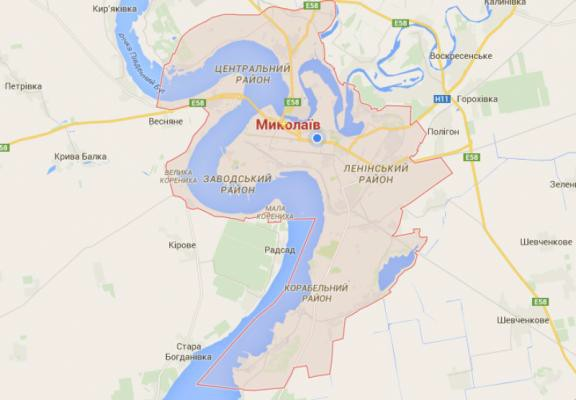 Кир'яківка
Калинівка
E58
E58
Воскресенське
ЦЕНТРАЛЬНИЙ
РАЙОН
Петрівка
E58
H11
Горохівка
Весняне
Миколаїв
Полігон
E58
Крива Балка
ВЕЛИКА
КОРЕНИХА
ЗАВОДСЬКИЙ
РАЙОН
ЛЕНІНСЬКИЙ
РАЙОН
МАЛА
КОРЕНИХА
Кірове
Радсад
Шевченкове
КОРАБЕЛЬНИЙ
РАЙОН
E58
Шевченкове
Стара
Богданівка